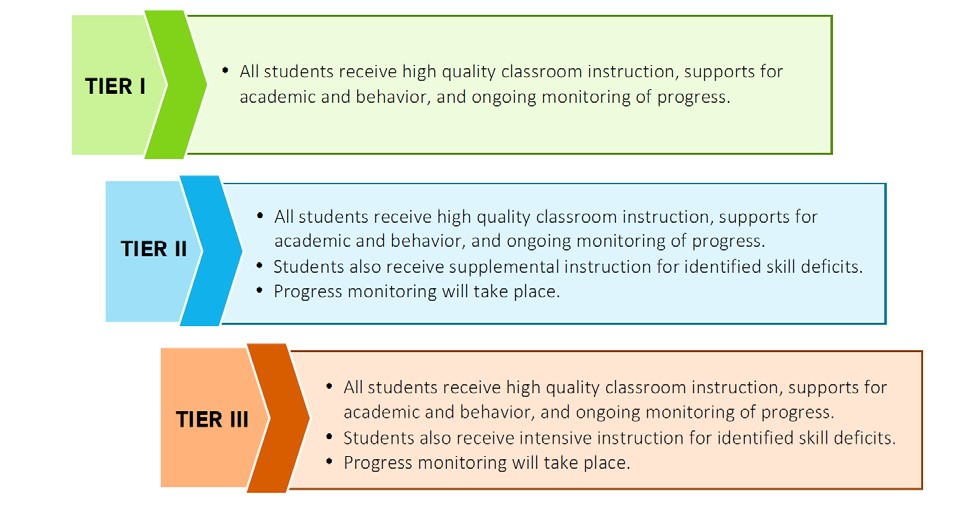 TIER I
• All students receive high quality classroom instruction, supports for
academic and behavior, and ongoing monitoring of progress.
TIER II
• All students receive high quality classroom instruction, supports for
academic and behavior, and ongoing monitoring of progress.
• Students also receive supplemental instruction for identified skill deficits.
• Progress monitoring will take place.
TIER III
• All students receive high quality classroom instruction, supports for
academic and behavior, and ongoing monitoring of progress.
• Students also receive intensive instruction for identified skill deficits.
• Progress monitoring will take place.